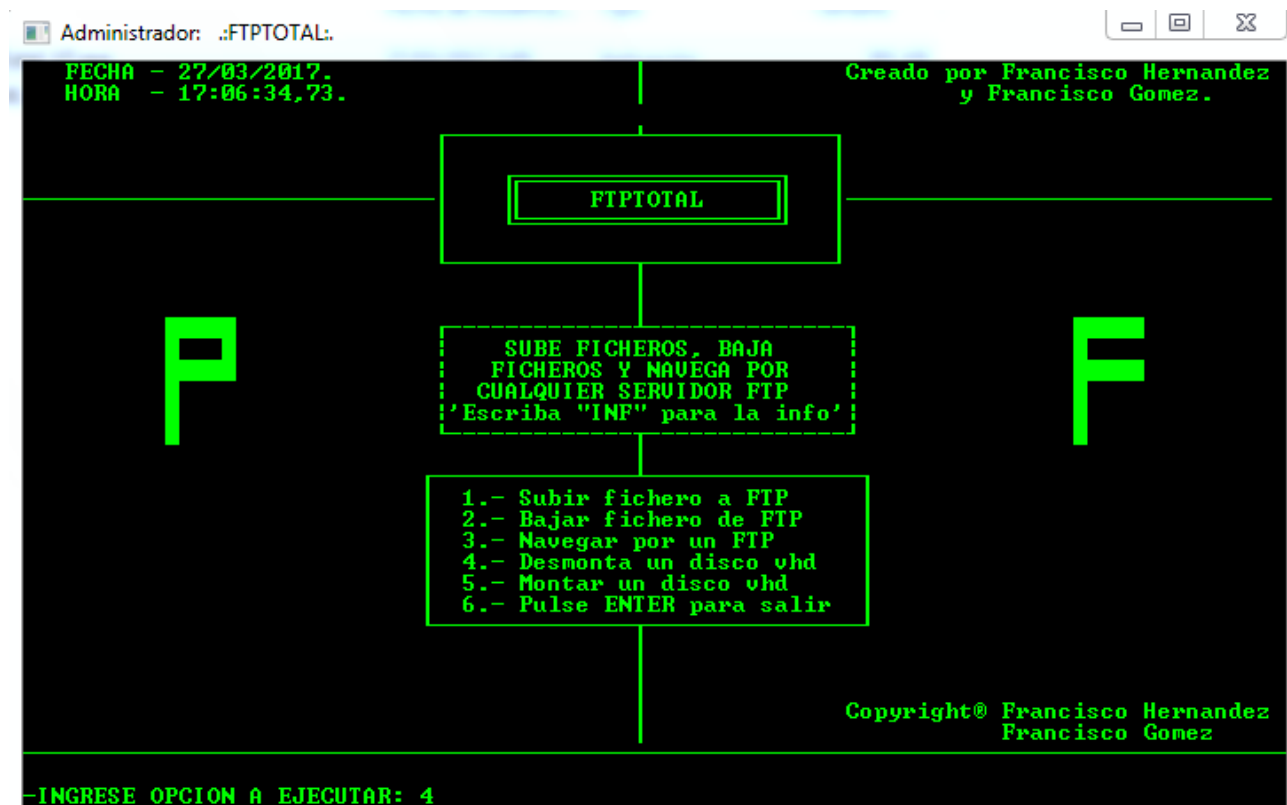 Administrador: .:FTPTOTAL:.
FECHA - 27/03/2017.
HORA - 17:06:34,73.
Creado por Francisco Hernandez
y Francisco Gomez.
FTPTOTAL
P
F
SUBE FICHEROS, BAJA
FICHEROS Y NAVEGA POR
CUALQUIER SERVIDOR FTP
'Escriba "INF" para la info'
1.- Subir fichero a FTP
2.- Bajar fichero de FTP
3.- Navegar por un FTP
4.- Desmonta un disco vhd
5.- Montar un disco vhd
6.- Pulse ENTER para salir
Copyright® Francisco Hernandez
Francisco Gomez
-INGRESE OPCION A EJECUTAR: 4